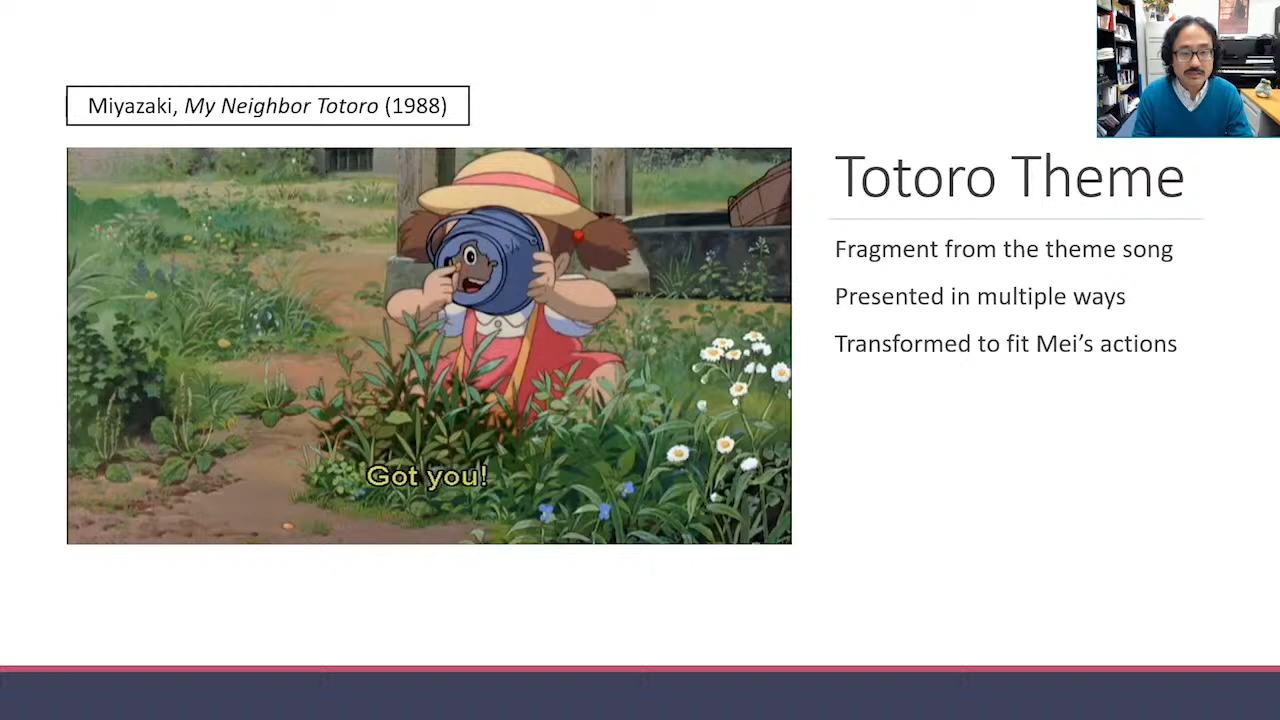 Miyazaki, My Neighbor Totoro (1988)
Totoro Theme
Fragment from the theme song
Presented in multiple ways
Transformed to fit Mei’s actions
Got you!